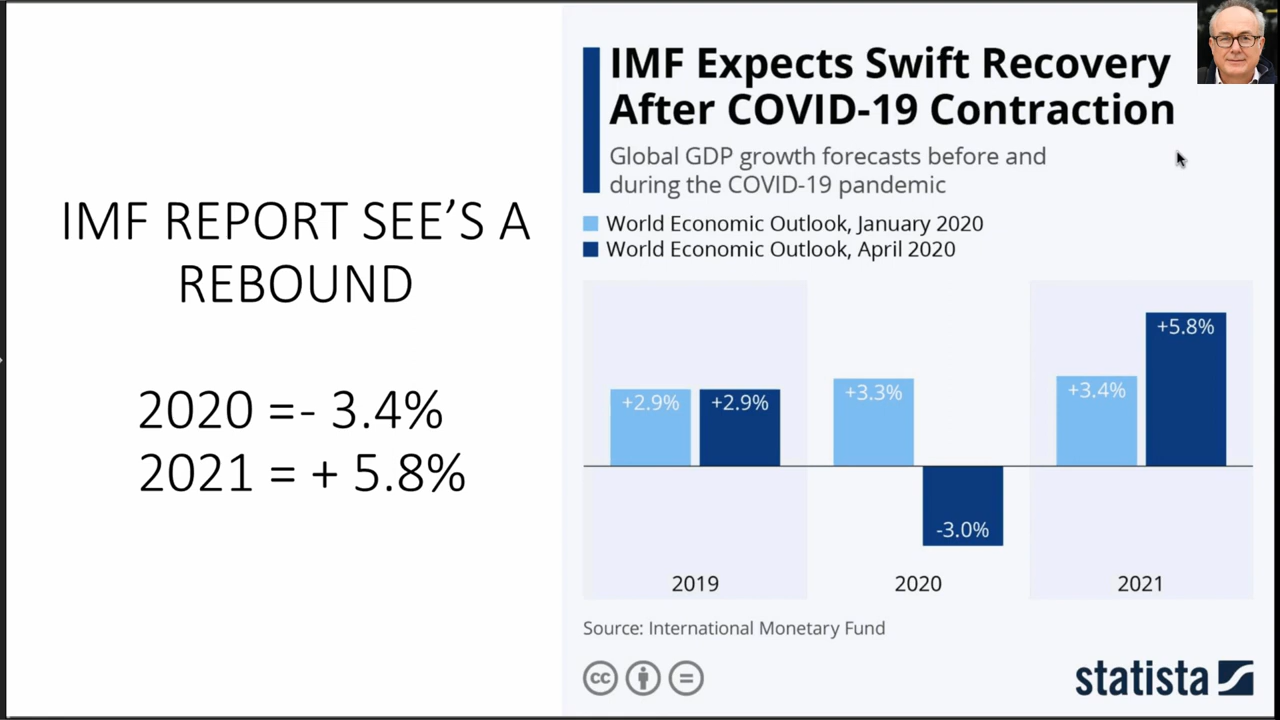 IMF REPORT SEE’S A
REBOUND
2020 =- 3.4%
2021 = + 5.8%
IMF Expects Swift Recovery
After COVID-19 Contraction
Global GDP growth forecasts before and
during the COVID-19 pandemic
World Economic Outlook, January 2020
World Economic Outlook, April 2020
+2.9%
+2.9%
+3.3%
-3.0%
+3.4%
+5.8%
2019
2020
2021
Source: International Monetary Fund
cc
=
statista